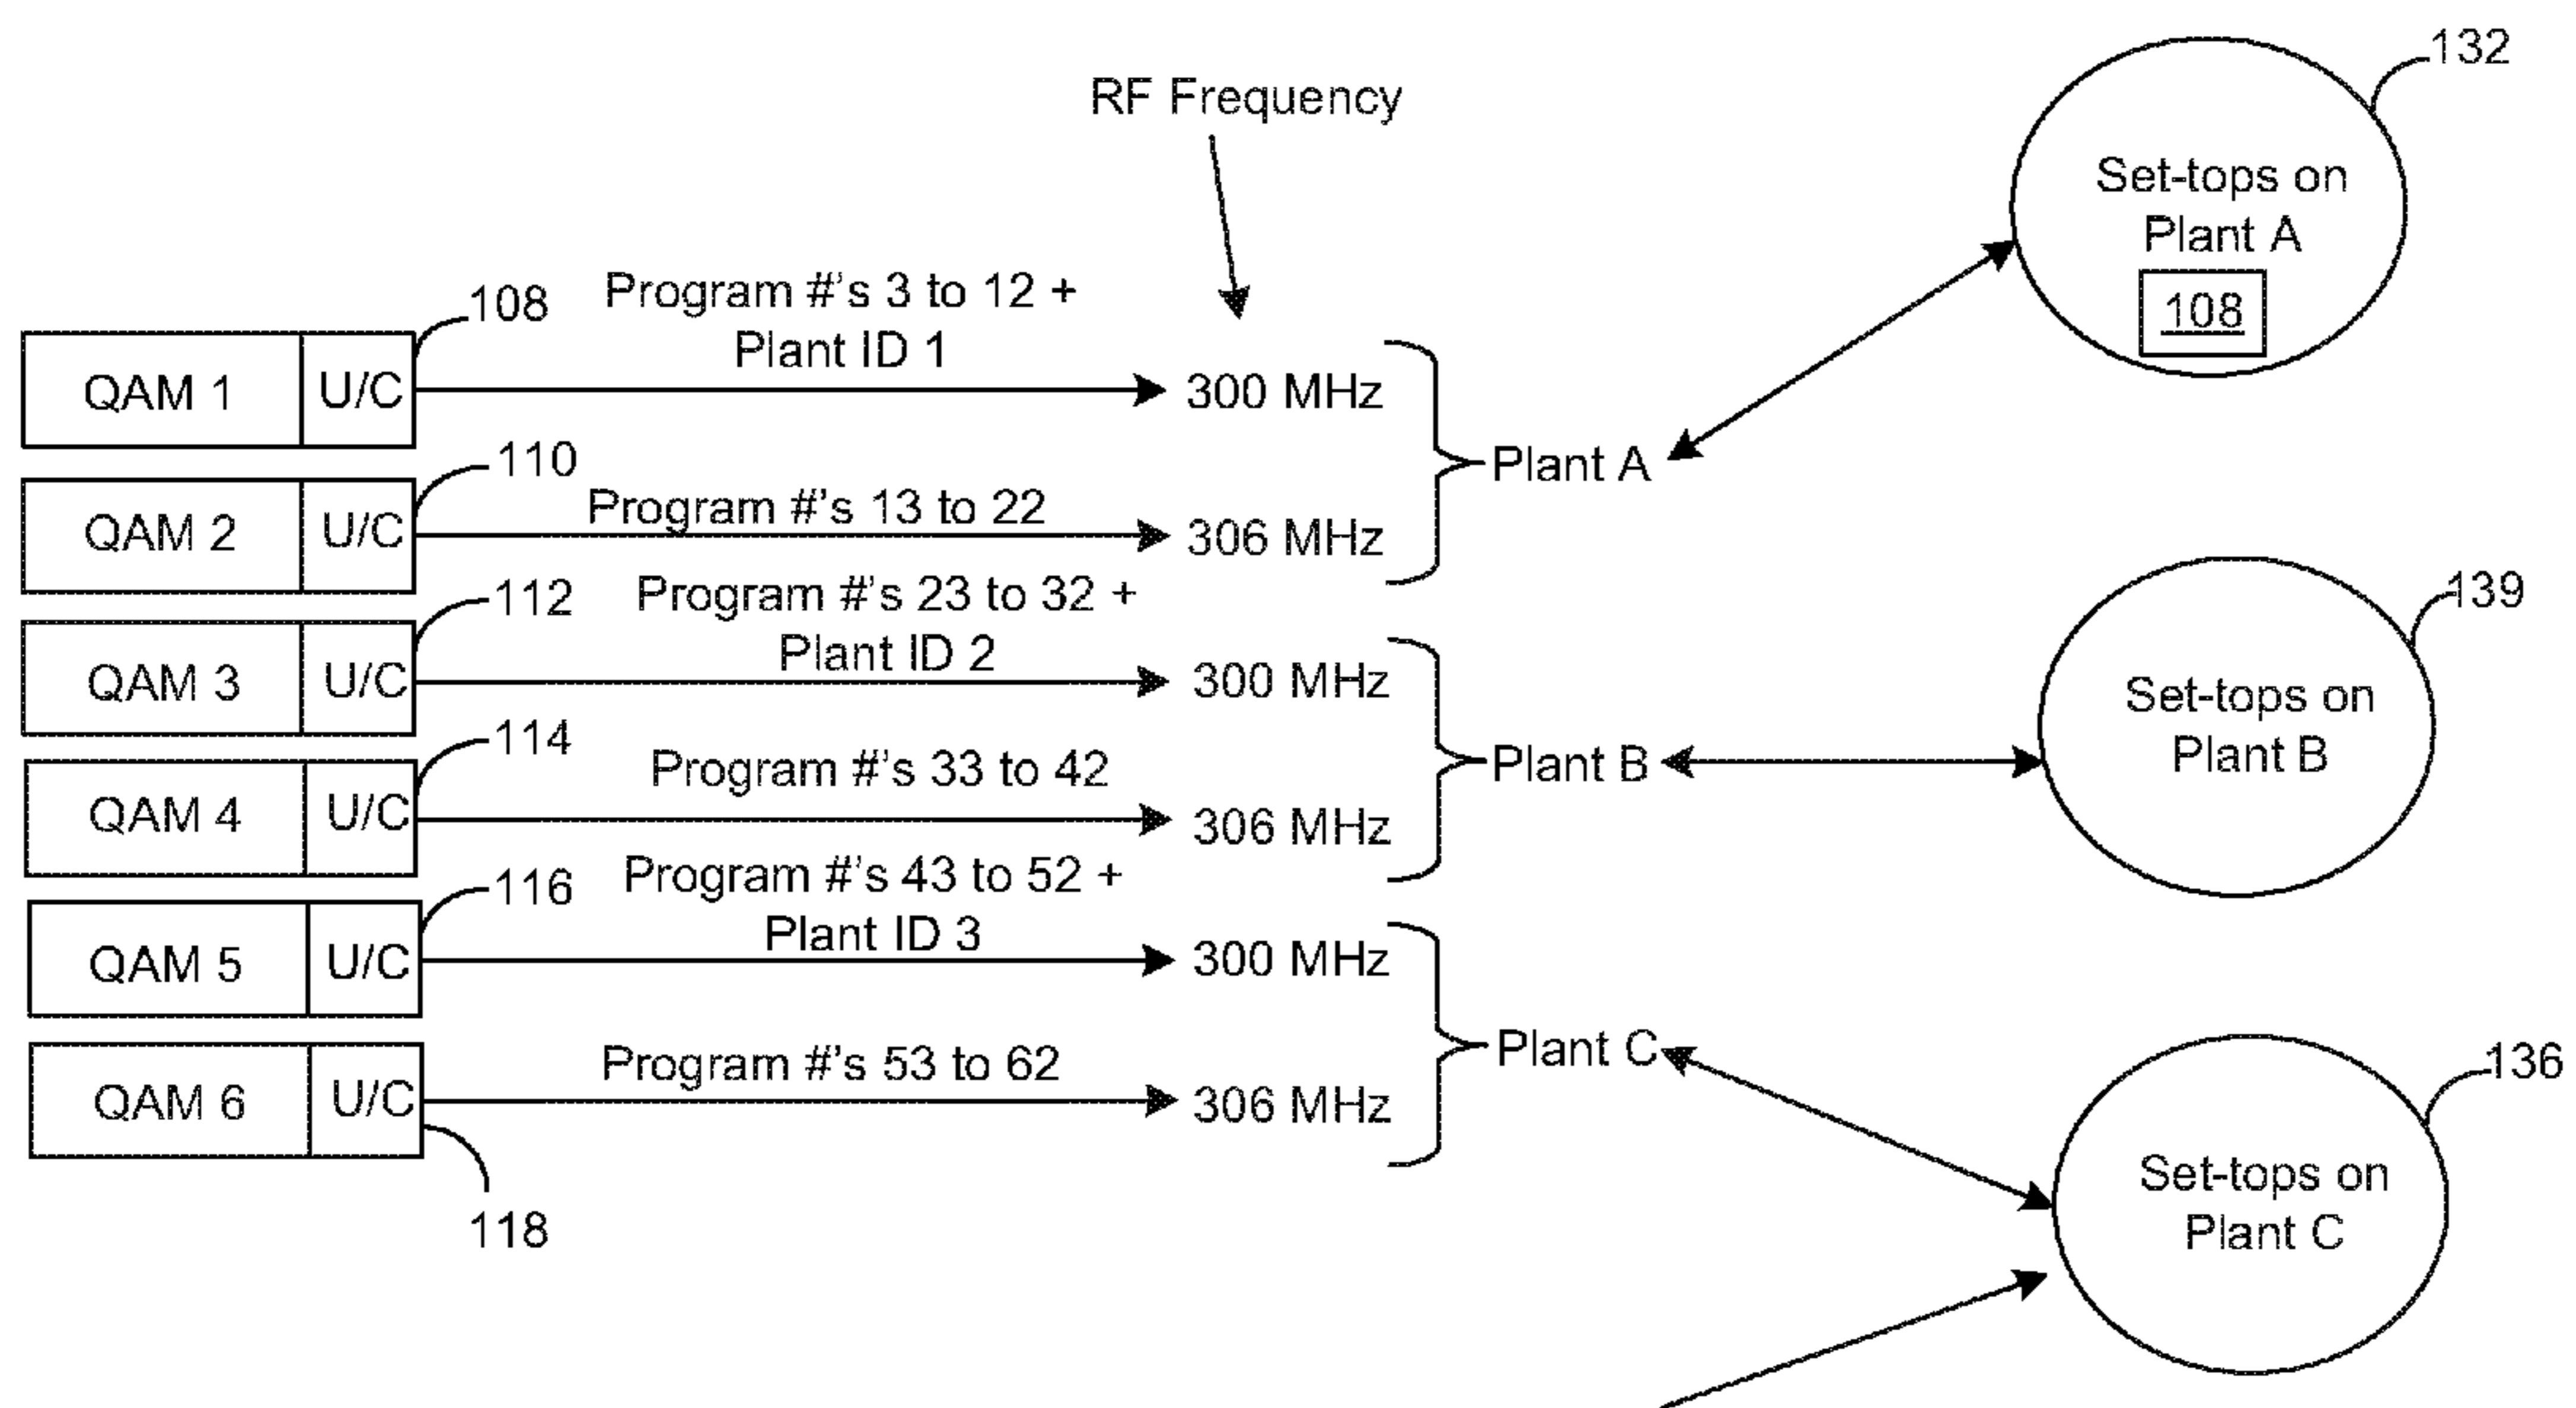 132
RF Frequency
Set-tops on
Plant A
108
108
Program #'s 3 to 12 +
Plant ID 1
QAM 1
U/C
300 MHz
110
Plant A
Program #'s 13 to 22
QAM 2
U/C
306 MHz
112
Program #'s 23 to 32 +
Plant ID 2
139
QAM 3
U/C
300 MHz
Set-tops on
Plant B
114
Program #'s 33 to 42
Plant B
QAM 4
U/C
306 MHz
116
Program #'s 43 to 52 +
Plant ID 3
QAM 5
U/C
300 MHz
Plant C
136
Program #'s 53 to 62
QAM 6
U/C
306 MHz
Set-tops on
Plant C
118